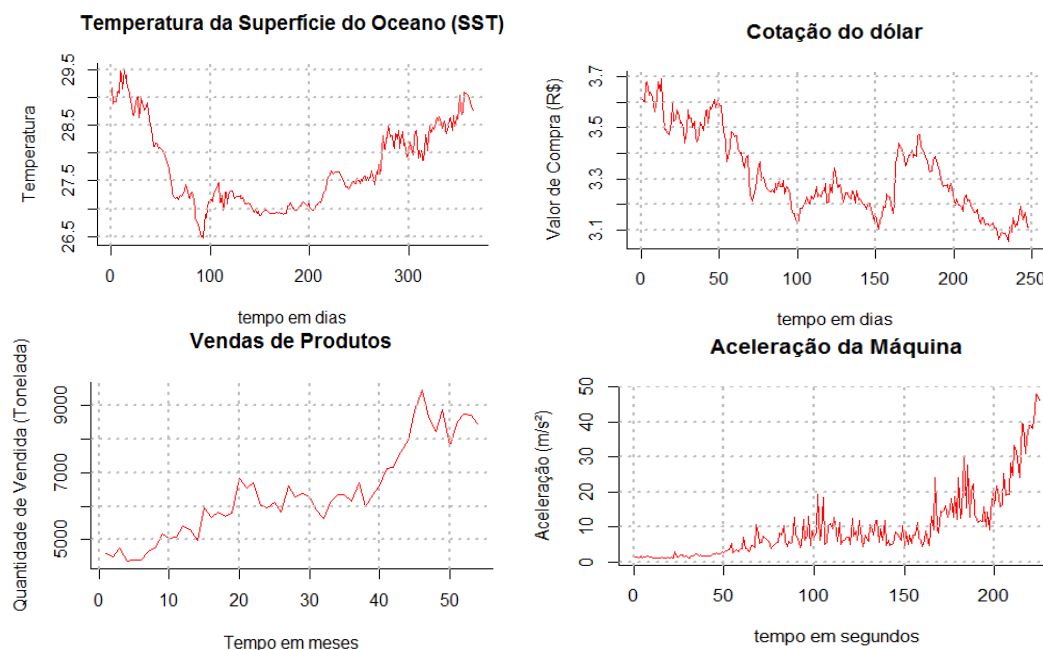 Temperatura da Superfície do Oceano (SST)
Temperatura
29.5
28.5
27.5
26.5
0 100 200 300
tempo em dias
Cotação do dólar
Valor de Compra (R$)
3.7
3.5
3.3
3.1
0 50 100 150 200 250
tempo em dias
Vendas de Produtos
Quantidade de Vendida (Tonelada)
9000
7000
5000
0 10 20 30 40 50
Tempo em meses
Aceleração da Máquina
Aceleração (m/s²)
50
40
30
20
10
0
0 50 100 150 200
tempo em segundos